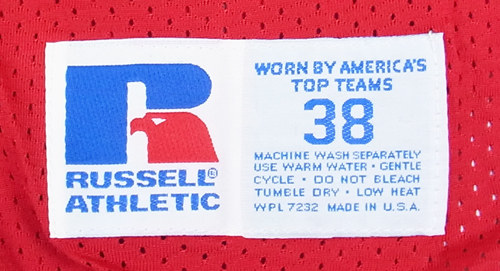 R
RUSSELL®
ATHLETIC
WORN BY AMERICA'S
TOP TEAMS
38
MACHINE WASH SEPARATELY
USE WARM WATER • GENTLE
CYCLE • DO NOT BLEACH
TUMBLE DRY • LOW HEAT
WPL 7232 MADE IN U.S.A.